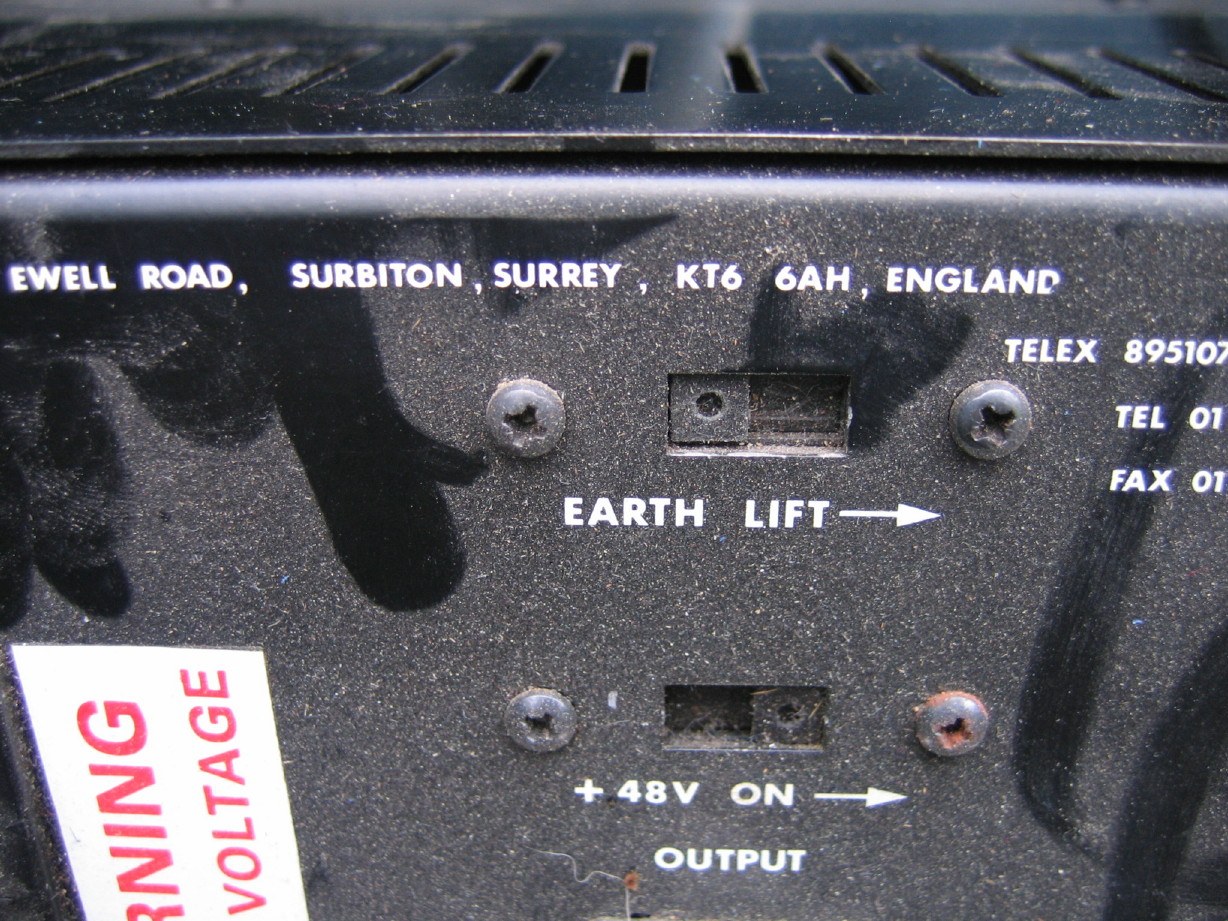 EWELL ROAD, SURBITON, SURREY, KT6 6AH, ENGLAND
TELEX 895107
TEL 01
FAX 01
EARTH LIFT →
+48V ON →
OUTPUT
RNING
VOLTAGE